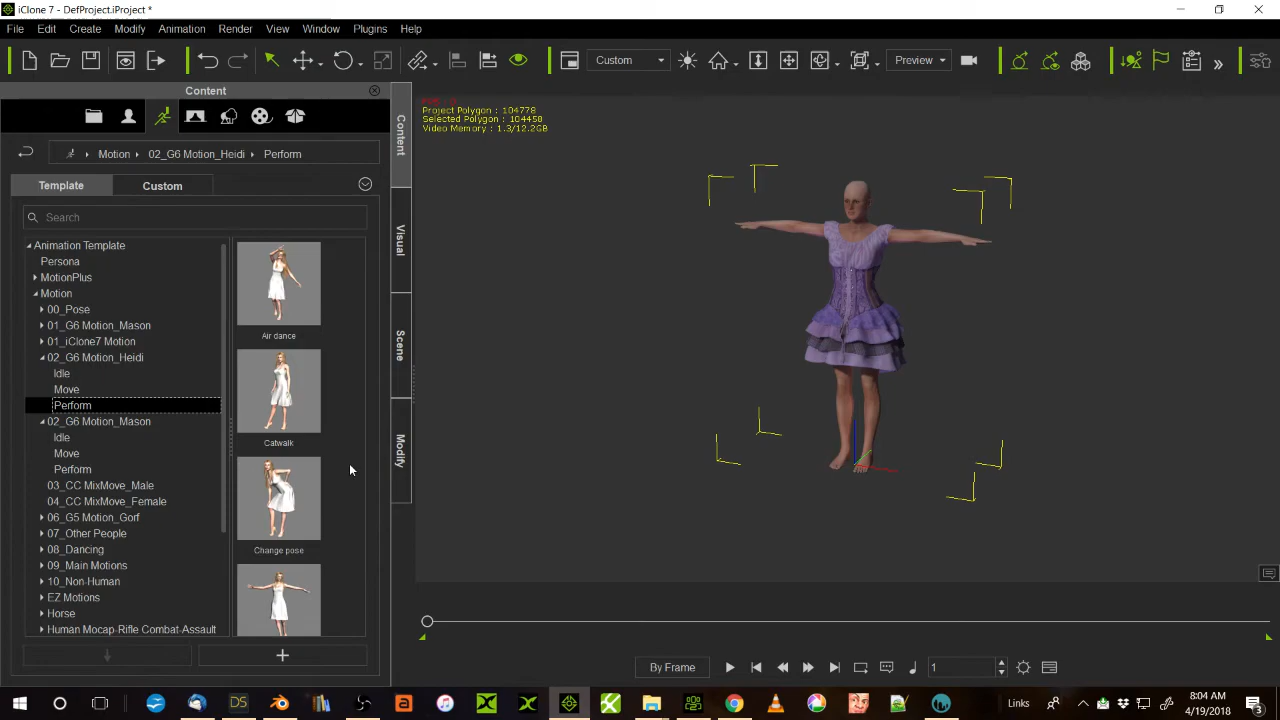 iClone 7 - DefProject.iProject *
File Edit Create Modify Animation Render View Window Plugins Help
Custom
Preview
Content
Motion 02_G6 Motion_Heidi Perform
Template Custom
Search
Animation Template
Persona
MotionPlus
Motion
00_Pose
01_G6 Motion_Mason
01_iClone7 Motion
02_G6 Motion_Heidi
Idle
Move
Perform
02_G6 Motion_Mason
Idle
Move
Perform
03_CC MixMove_Male
04_CC MixMove_Female
06_G5 Motion_Gorf
07_Other People
08_Dancing
09_Main Motions
10_Non-Human
EZ Motions
Horse
Human Mocap-Rifle Combat-Assault
Air dance
Catwalk
Change pose
Content
Visual
Scene
Modify
Project Polygon : 104778
Selected Polygon : 104458
Video Memory : 1.3/12.2GB
By Frame
1
Links
8:04 AM
4/19/2018
3